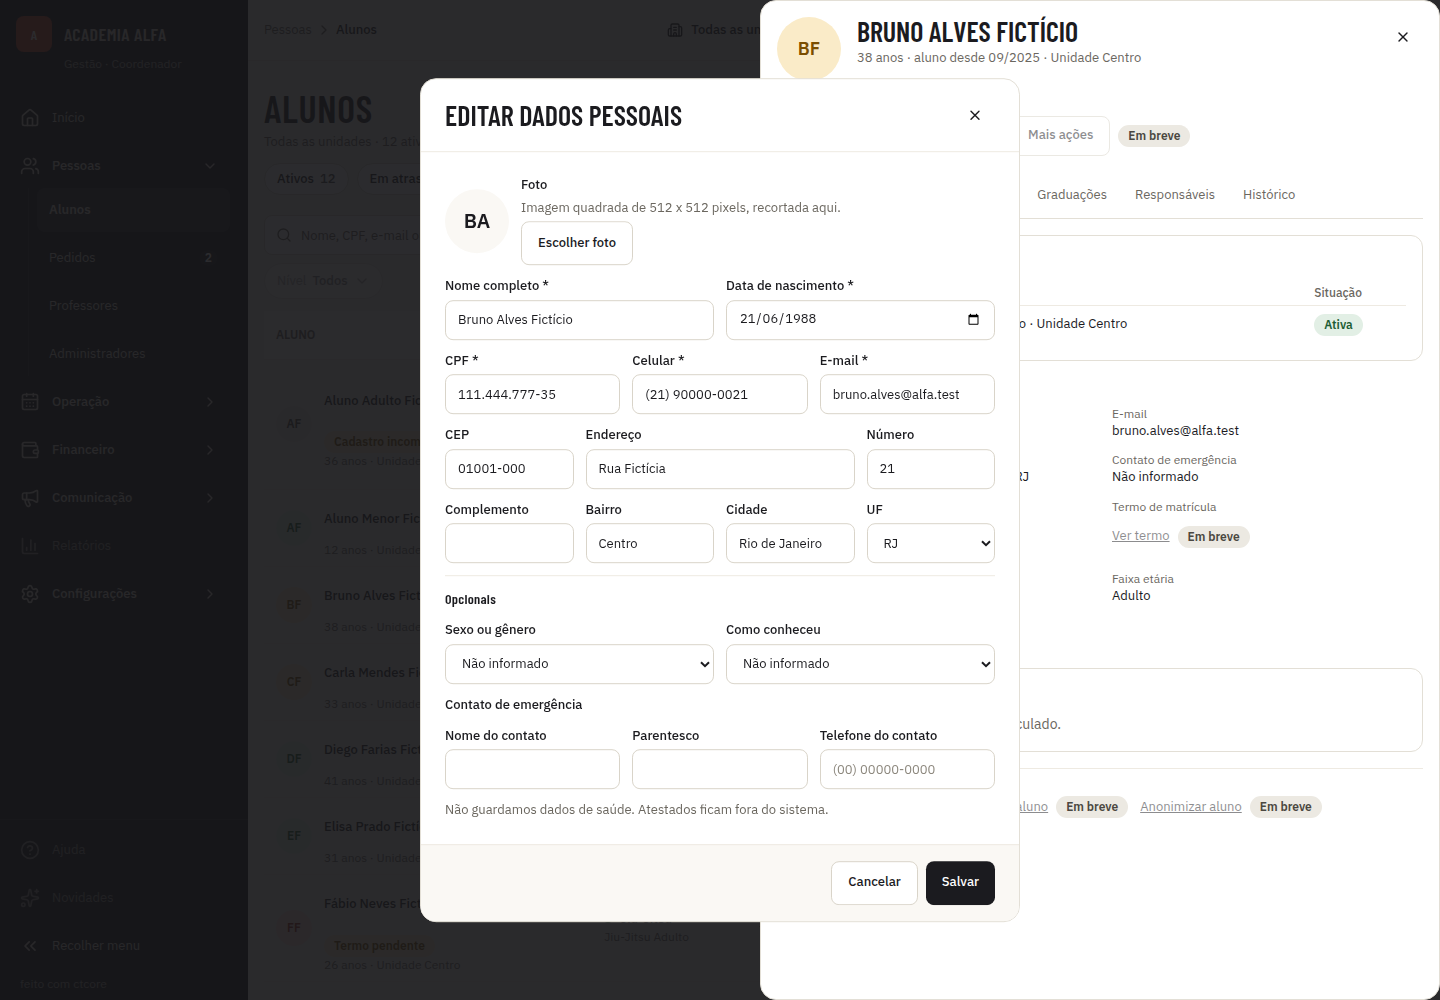 A
ACADEMIA ALFA
Gestão · Coordenador
Início
Pessoas
Alunos
Pedidos 2
Professores
Administradores
Operação
Financeiro
Comunicação
Relatórios
Configurações
Ajuda
Novidades
Recolher menu
feito com
Pessoas > Alunos
Todas as un
ALUNOS
Todas as unidades · 12 ativ
Ativos 12
Em atras
Nome, CPF, e-mail o
Nível Todos
ALUNO
AF
Aluno Adulto Fic
Cadastro incom
36 anos · Unidade
AF
Aluno Menor Fic
12 anos · Unidade
BF
Bruno Alves Fict
38 anos · Unidade
CF
Carla Mendes Fi
33 anos · Unidade
DF
Diego Farias Fict
41 anos · Unidade
EF
Elisa Prado Fictí
31 anos · Unidade
FF
Fábio Neves Fict
Termo pendente
26 anos · Unidade Centro
Jiu-Jitsu Adulto
BF
BRUNO ALVES FICTÍCIO
38 anos · aluno desde 09/2025 · Unidade Centro
Mais ações
Em breve
Graduações
Responsáveis
Histórico
Situação
o · Unidade Centro
Ativa
E-mail
bruno.alves@alfa.test
Contato de emergência
RJ
Não informado
Termo de matrícula
Ver termo
Em breve
Faixa etária
Adulto
culado.
aluno
Em breve
Anonimizar aluno
Em breve
EDITAR DADOS PESSOAIS
BA
Foto
Imagem quadrada de 512 x 512 pixels, recortada aqui.
Escolher foto
Nome completo *
Data de nascimento *
Bruno Alves Fictício
21/06/1988
CPF *
Celular *
E-mail *
111.444.777-35
(21) 90000-0021
bruno.alves@alfa.test
CEP
Endereço
Número
01001-000
Rua Fictícia
21
Complemento
Bairro
Cidade
UF
Centro
Rio de Janeiro
RJ
Opcionais
Sexo ou gênero
Como conheceu
Não informado
Não informado
Contato de emergência
Nome do contato
Parentesco
Telefone do contato
(00) 00000-0000
Não guardamos dados de saúde. Atestados ficam fora do sistema.
Cancelar
Salvar